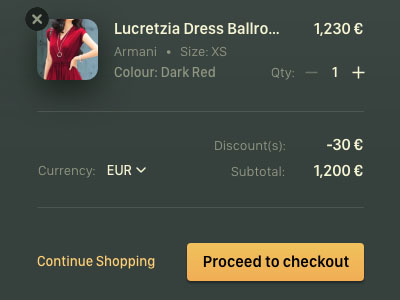 Lucretzia Dress Ballro... 1,230 €
Armani • Size: XS
Colour: Dark Red Qty: — 1 +
Discount(s): -30 €
Currency: EUR Subtotal: 1,200 €
Continue Shopping Proceed to checkout